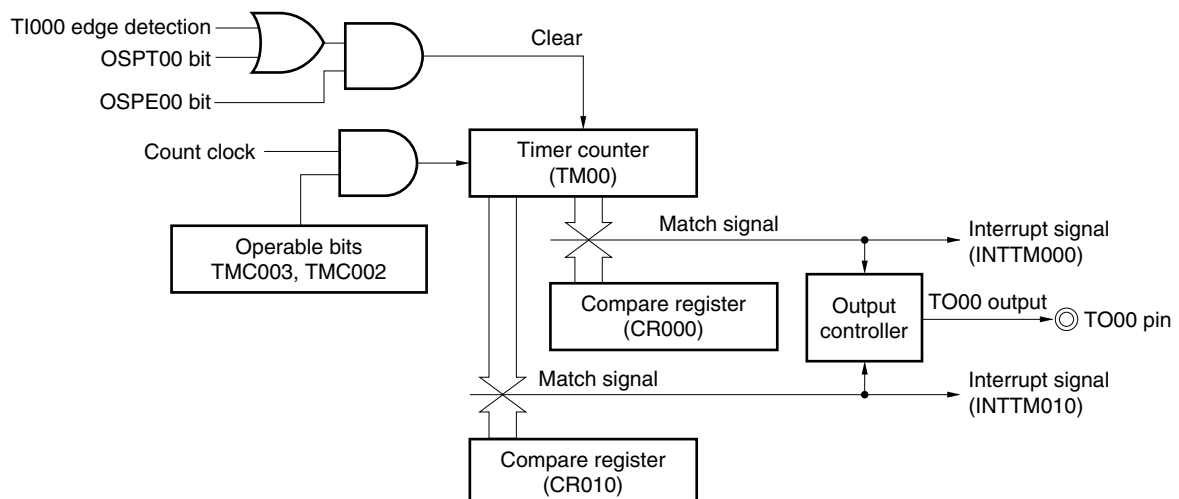 TI000 edge detection
OSPT00 bit
OSPE00 bit
Clear
Count clock
Timer counter
(TM00)
Operable bits
TMC003, TMC002
Match signal
Interrupt signal
(INTTM000)
Compare register
(CR000)
Output
controller
TO00 output
TO00 pin
Match signal
Interrupt signal
(INTTM010)
Compare register
(CR010)